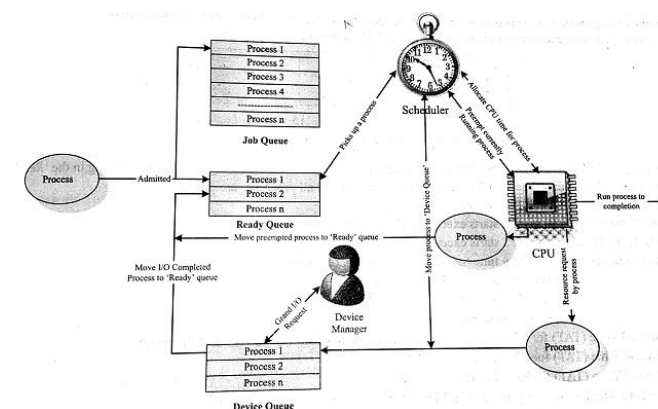 Process 1
Process 2
Process 3
Process 4
Process n
Job Queue
12
Scheduler
Allocate CPU time for process
Preempt currently
Running process
Picks up a process
Process
Admitted
Process 1
Process 2
Process n
Ready Queue
Move preempted process to 'Ready' queue
Move process to 'Device Queue'
Process
CPU
Run process to
completion
Resource request
by process
Move I/O Completed
Process to 'Ready' queue
Grand I/O
Request
Device
Manager
Process
Process 1
Process 2
Process n
Device Queue